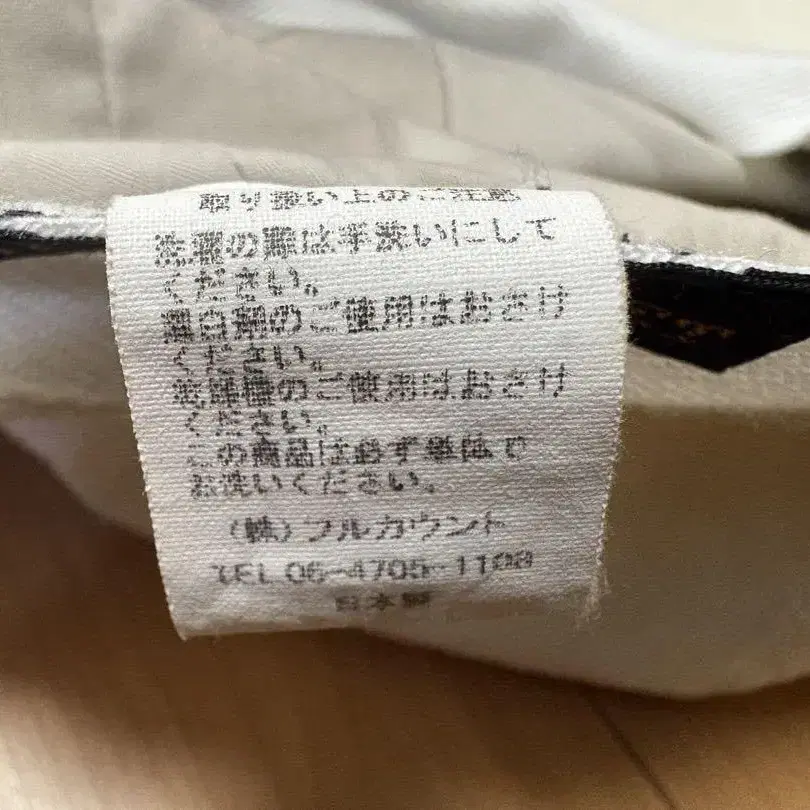 取り扱い上のご注意
洗濯の際は手洗いにして
ください。
漂白剤のご使用はおさけ
ください。
乾燥機のご使用はおさけ
ください。
この商品は必ず単体で
お洗いください。
(株)フルカウント
TEL 06-4705-1108
日本製